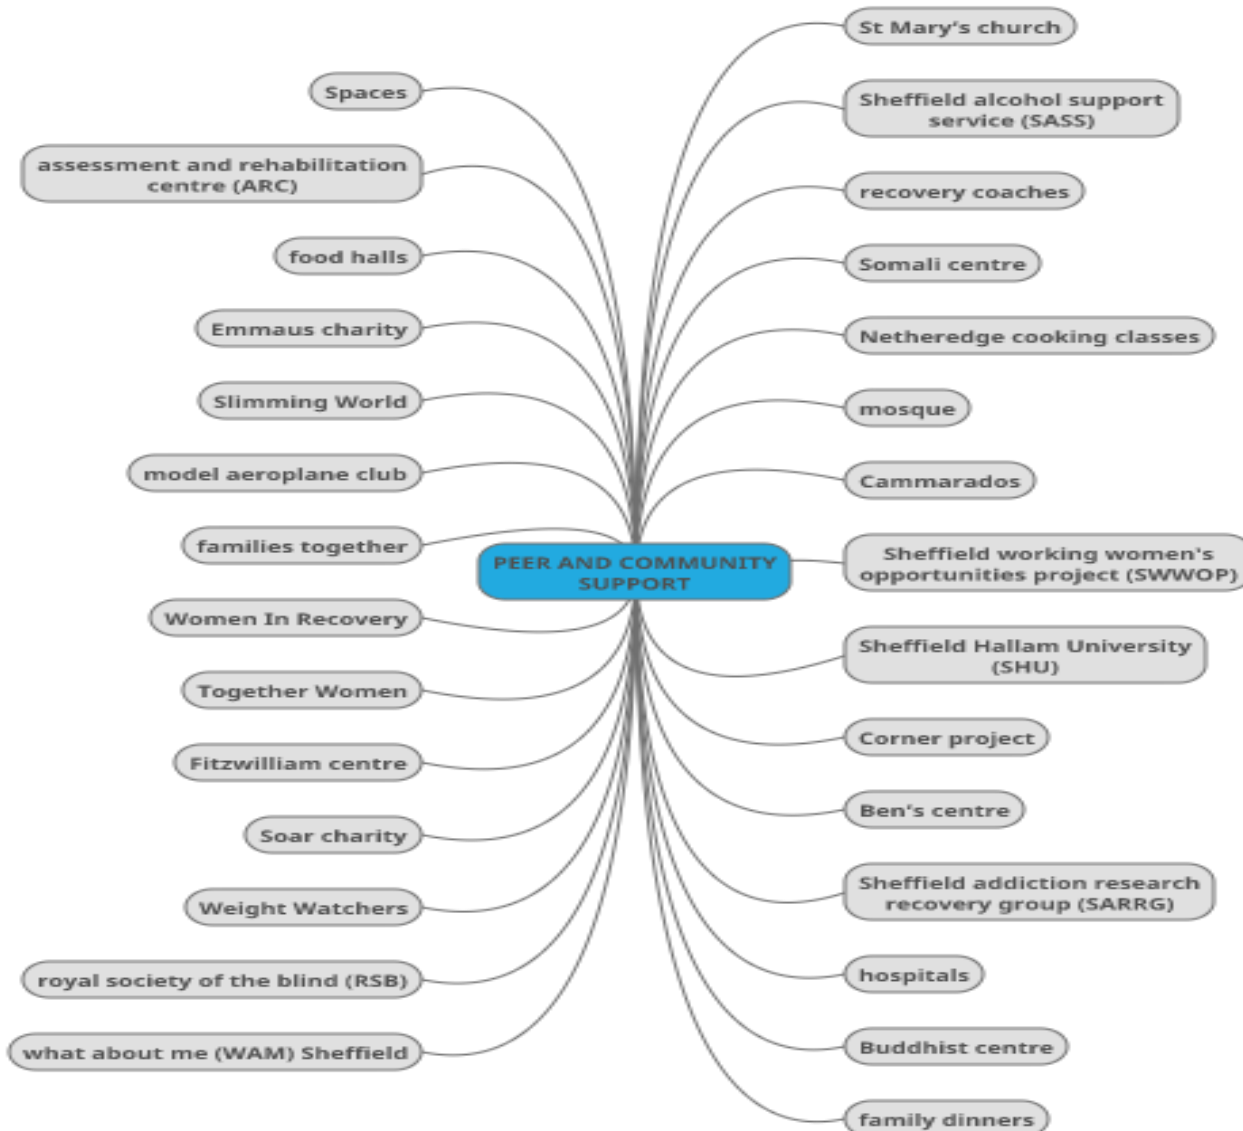 PEER AND COMMUNITY
SUPPORT
Spaces
assessment and rehabilitation
centre (ARC)
food halls
Emmaus charity
Slimming World
model aeroplane club
families together
Women In Recovery
Together Women
Fitzwilliam centre
Soar charity
Weight Watchers
royal society of the blind (RSB)
what about me (WAM) Sheffield
St Mary's church
Sheffield alcohol support
service (SASS)
recovery coaches
Somali centre
Netheredge cooking classes
mosque
Cammarados
Sheffield working women's
opportunities project (SWWOP)
Sheffield Hallam University
(SHU)
Corner project
Ben's centre
Sheffield addiction research
recovery group (SARRG)
hospitals
Buddhist centre
family dinners